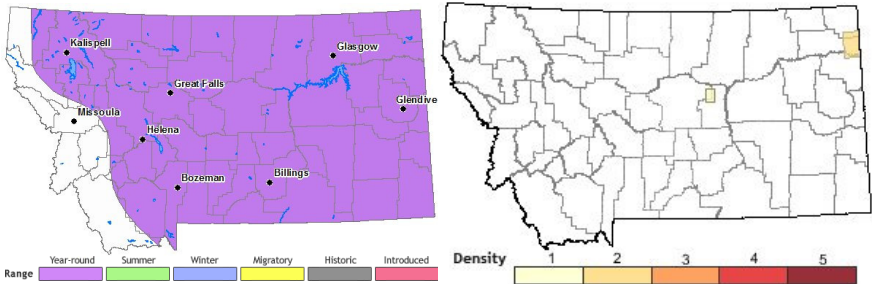 Kalispell
Glasgow
Great Falls
Glendive
Missoula
Helena
Billings
Bozeman
Range Year-round Summer Winter Migratory Historic Introduced
Density 1 2 3 4 5